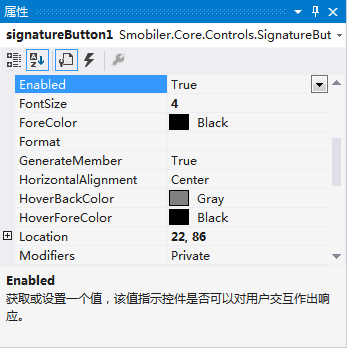 属性
signatureButton1 Smobiler.Core.Controls.SignatureBut
Enabled True
FontSize 4
ForeColor Black
Format
GenerateMember True
HorizontalAlignment Center
HoverBackColor Gray
HoverForeColor Black
Location 22, 86
Modifiers Private
Enabled
获取或设置一个值，该值指示控件是否可以对用户交互作出响
应。